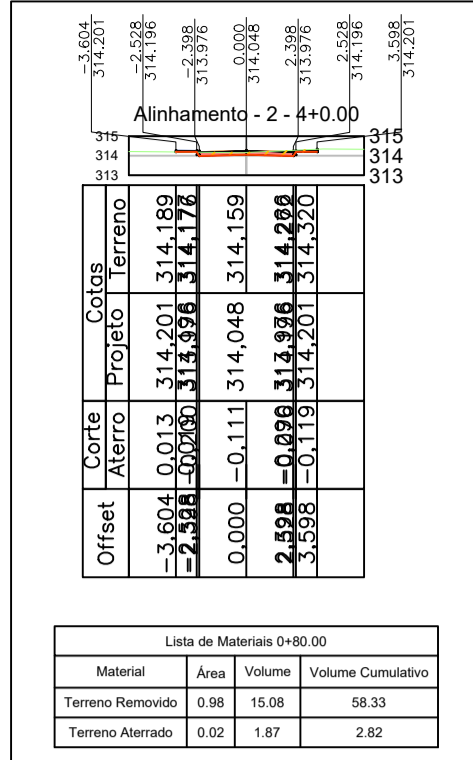 -3.604
314.201
-2.528
314.196
-2.398
313.976
0.000
314.048
2.398
313.976
2.528
314.196
3.598
314.201
Alinhamento - 2 - 4+0.00
315
315
314
314
313
313
Cotas
Terreno
314,189
314,159
314,320
Projeto
314,201
314,048
314,201
Corte
Aterro
0,013
-0,111
-0,119
Offset
-3,604
0,000
3,598
Lista de Materiais 0+80.00
Material Área Volume Volume Cumulativo
Terreno Removido 0.98 15.08 58.33
Terreno Aterrado 0.02 1.87 2.82